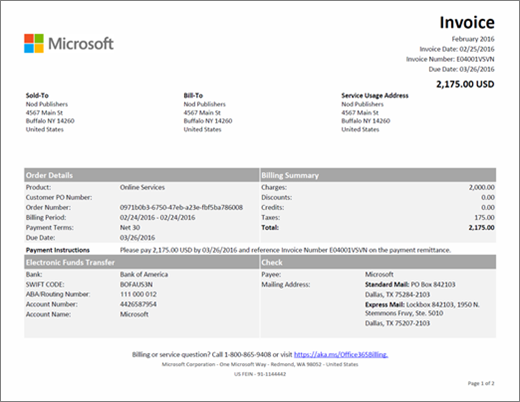 Invoice
Microsoft
February 2016
Invoice Date: 02/25/2016
Invoice Number: E04001VSVN
Due Date: 03/26/2016
2,175.00 USD
Sold-To
Nod Publishers
4567 Main St
Buffalo NY 14260
United States
Bill-To
Nod Publishers
4567 Main St
Buffalo NY 14260
United States
Service Usage Address
Nod Publishers
4567 Main St
Buffalo NY 14260
United States
Order Details
Product: Online Services
Customer PO Number:
Order Number: 0971b0b3-6750-47eb-a23e-fbf5ba786008
Billing Period: 02/24/2016 - 02/24/2016
Payment Terms: Net 30
Due Date: 03/26/2016
Billing Summary
Charges: 2,000.00
Discounts: 0.00
Credits: 0.00
Taxes: 175.00
Total: 2,175.00
Payment Instructions Please pay 2,175.00 USD by 03/26/2016 and reference Invoice Number E04001VSVN on the payment remittance.
Electronic Funds Transfer
Bank: Bank of America
SWIFT CODE: BOFAUS3N
ABA/Routing Number: 111 000 012
Account Number: 4426587954
Account Name: Microsoft
Check
Payee: Microsoft
Mailing Address: Standard Mail: PO Box 842103
Dallas, TX 75284-2103
Express Mail: Lockbox 842103, 1950 N.
Stemmons Frwy, Ste. 5010
Dallas, TX 75207-2103
Billing or service question? Call 1-800-865-9408 or visit https://aka.ms/Office365Billing.
Microsoft Corporation - One Microsoft Way - Redmond, WA 98052 - United States
US FEIN - 91-1144442
Page 1 of 2